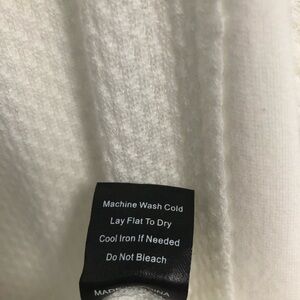 Machine Wash Cold
Lay Flat To Dry
Cool Iron If Needed
Do Not Bleach